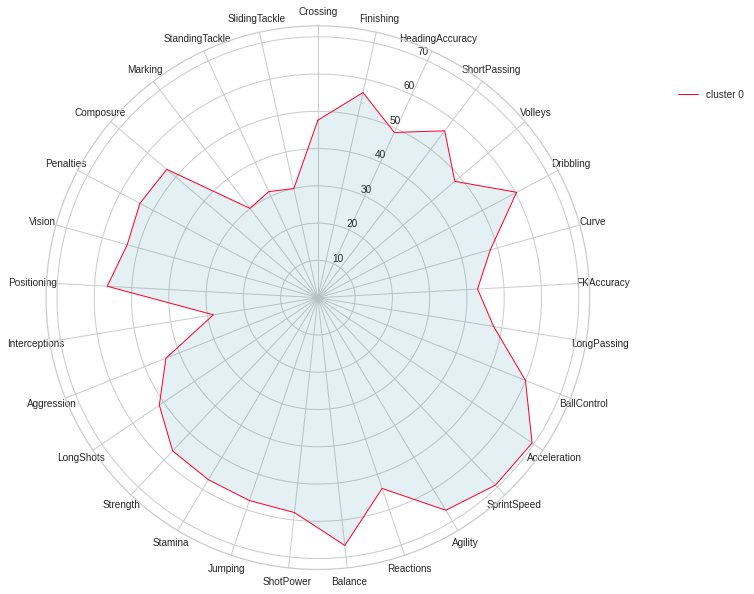 Crossing
Finishing
HeadingAccuracy
ShortPassing
Volleys
Dribbling
Curve
FKAccuracy
LongPassing
BallControl
Acceleration
SprintSpeed
Agility
Reactions
Balance
ShotPower
Jumping
Stamina
Strength
LongShots
Aggression
Interceptions
Positioning
Vision
Penalties
Composure
Marking
StandingTackle
SlidingTackle
10
20
30
40
50
60
70
cluster 0